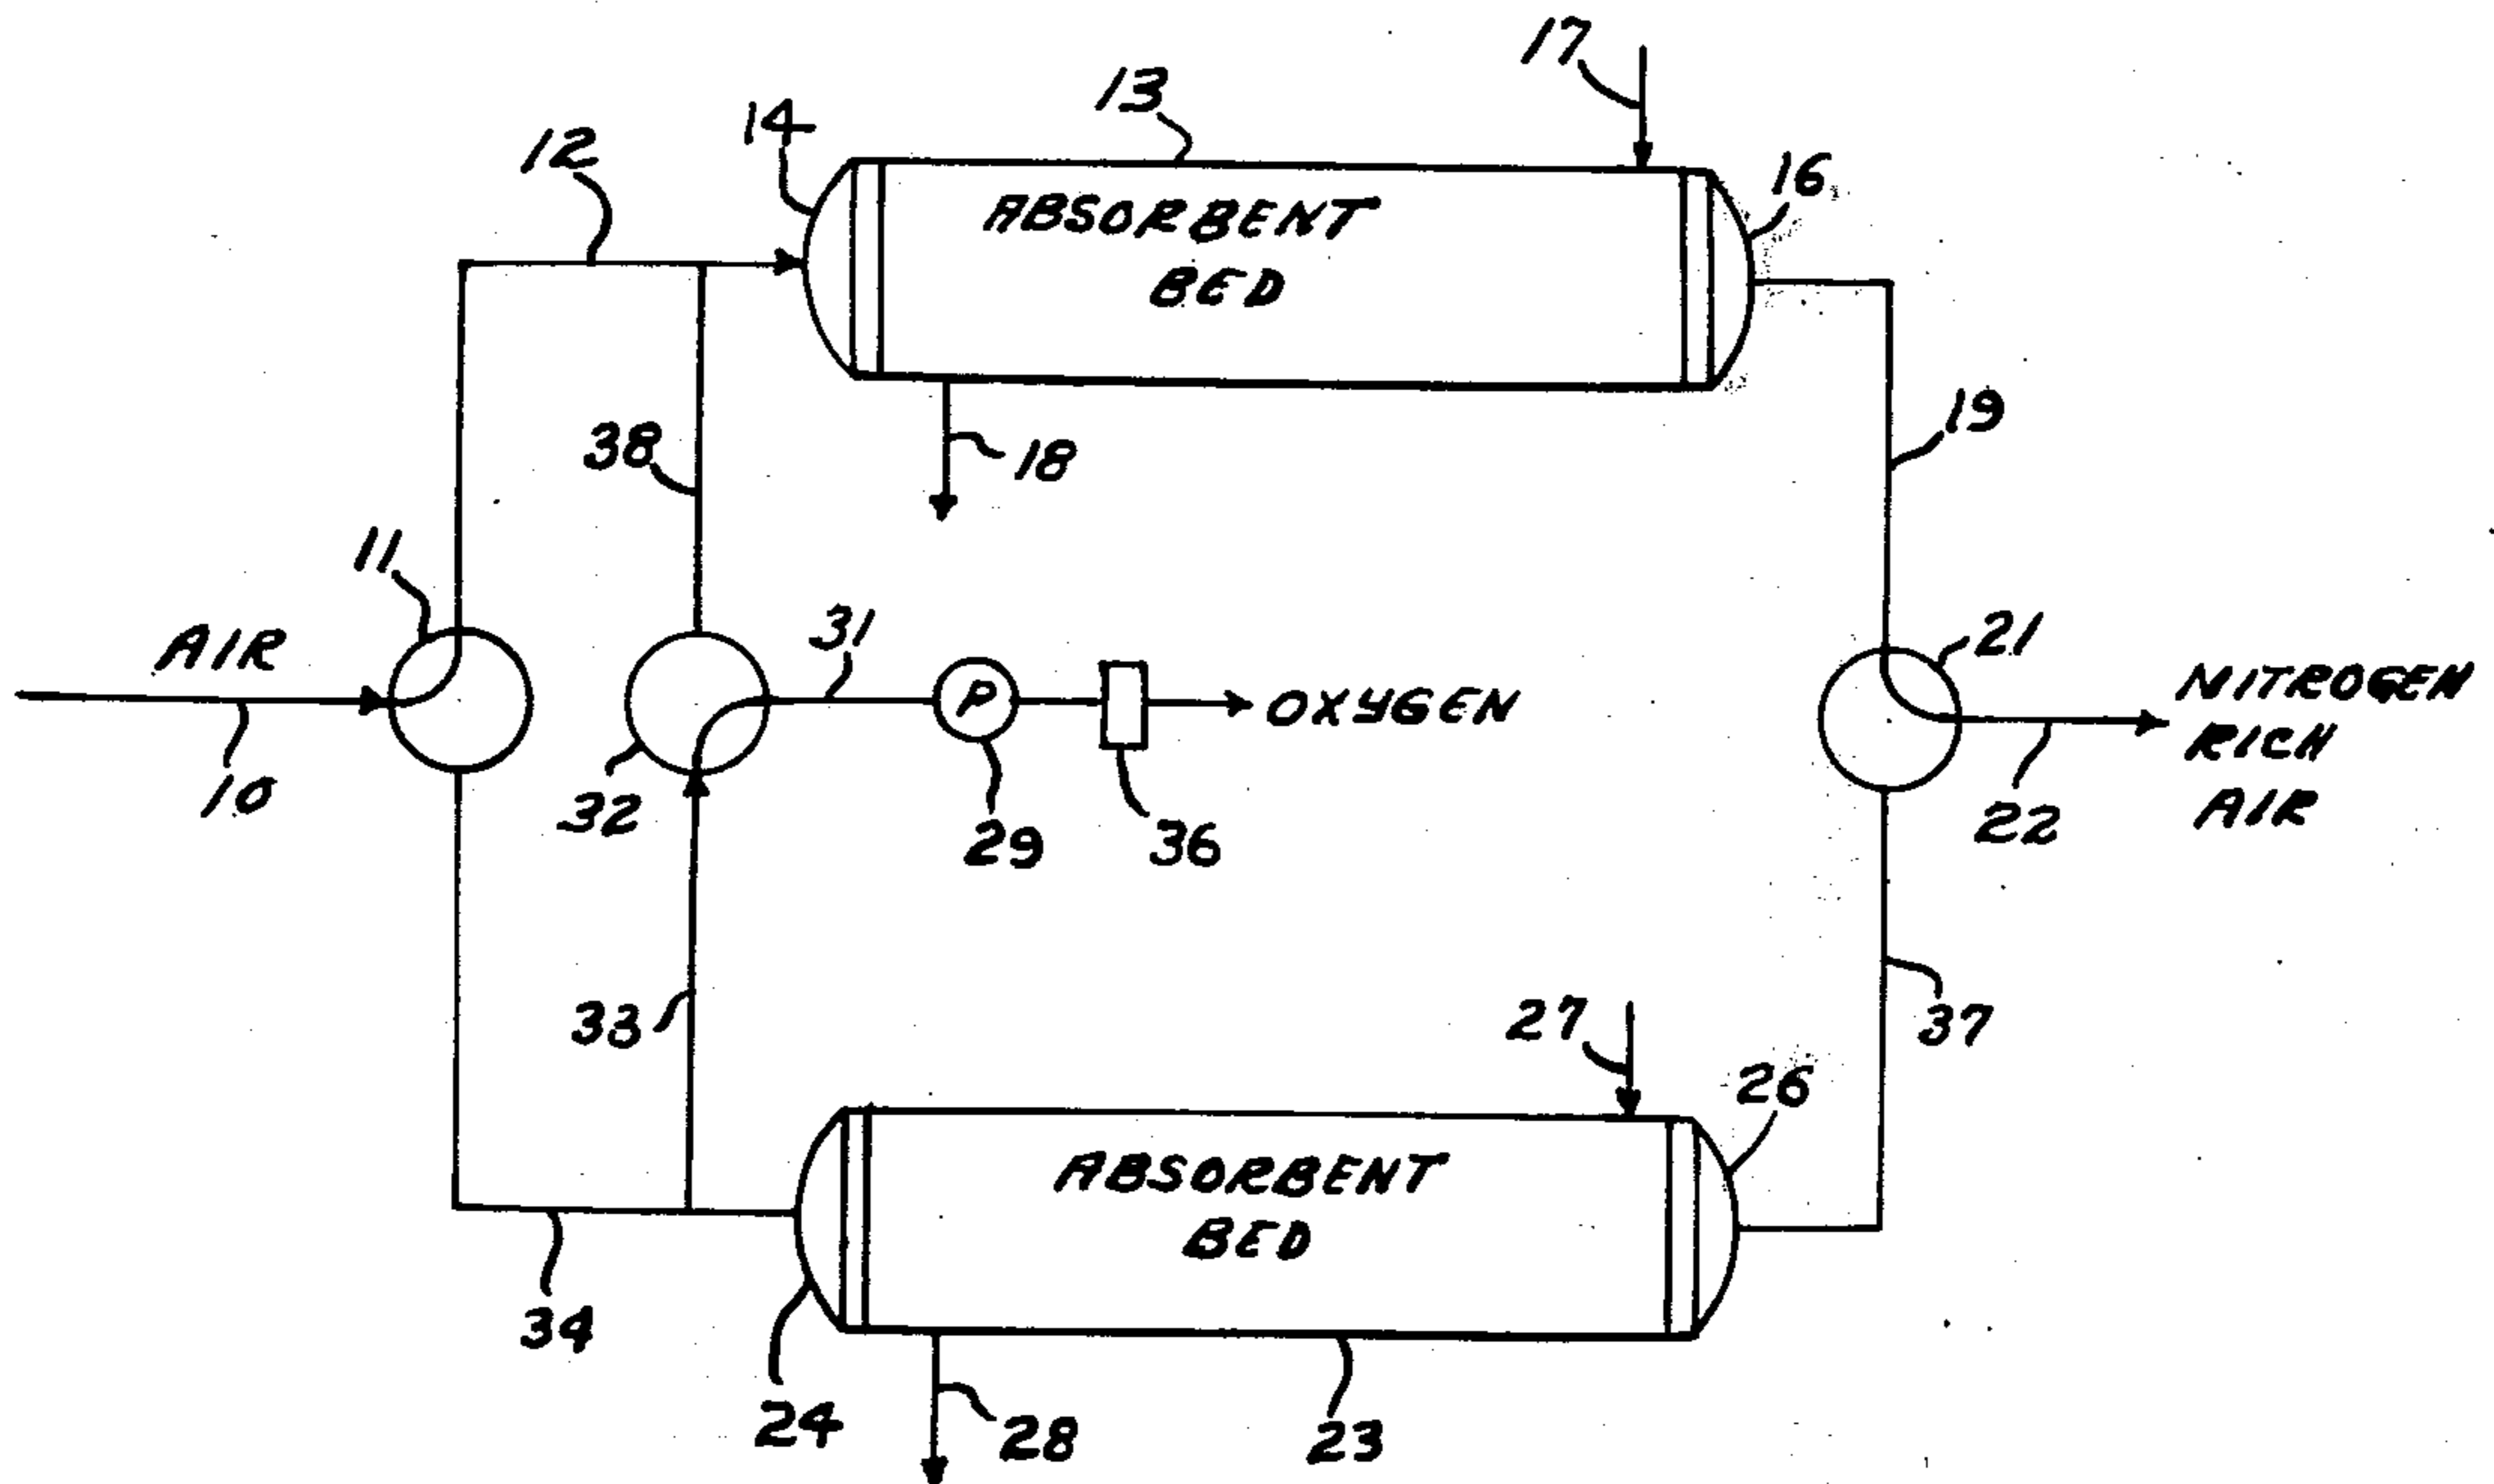 17
13
14
12
16
ABSORBENT
BED
19
38
18
11
31
21
AIR
P
OXYGEN
NITROGEN
RICH
AIR
10
32
29
36
22
33
27
37
26
ABSORBENT
BED
34
24
28
23